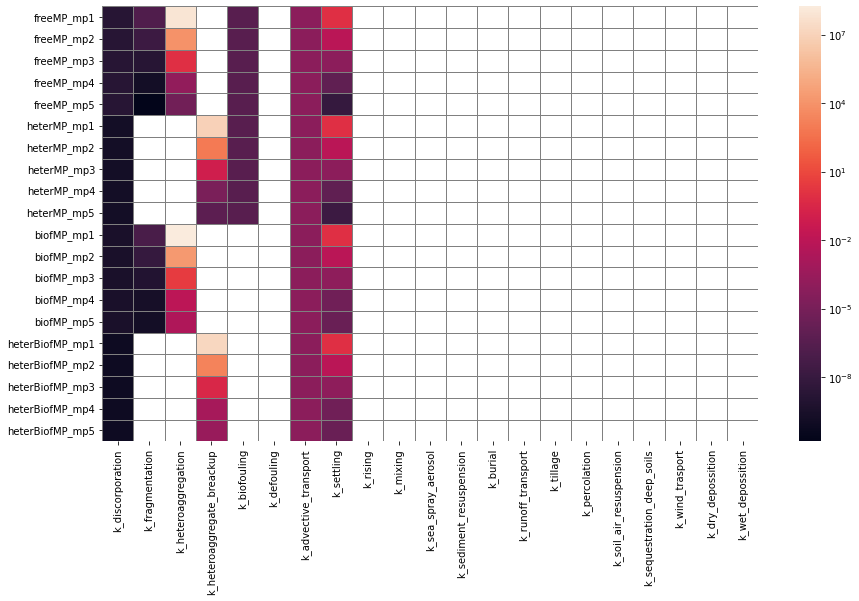 freeMP_mp1
freeMP_mp2
freeMP_mp3
freeMP_mp4
freeMP_mp5
heterMP_mp1
heterMP_mp2
heterMP_mp3
heterMP_mp4
heterMP_mp5
biofMP_mp1
biofMP_mp2
biofMP_mp3
biofMP_mp4
biofMP_mp5
heterBiofMP_mp1
heterBiofMP_mp2
heterBiofMP_mp3
heterBiofMP_mp4
heterBiofMP_mp5
k_discorporation
k_fragmentation
k_heteroaggregation
k_heteroaggregate_breackup
k_biofouling
k_defouling
k_advective_transport
k_settling
k_rising
k_mixing
k_sea_spray_aerosol
k_sediment_resuspension
k_burial
k_runoff_transport
k_tillage
k_percolation
k_soil_air_resuspension
k_sequestration_deep_soils
k_wind_trasport
k_dry_depossition
k_wet_depossition
10⁷
10⁴
10¹
10⁻²
10⁻⁵
10⁻⁸